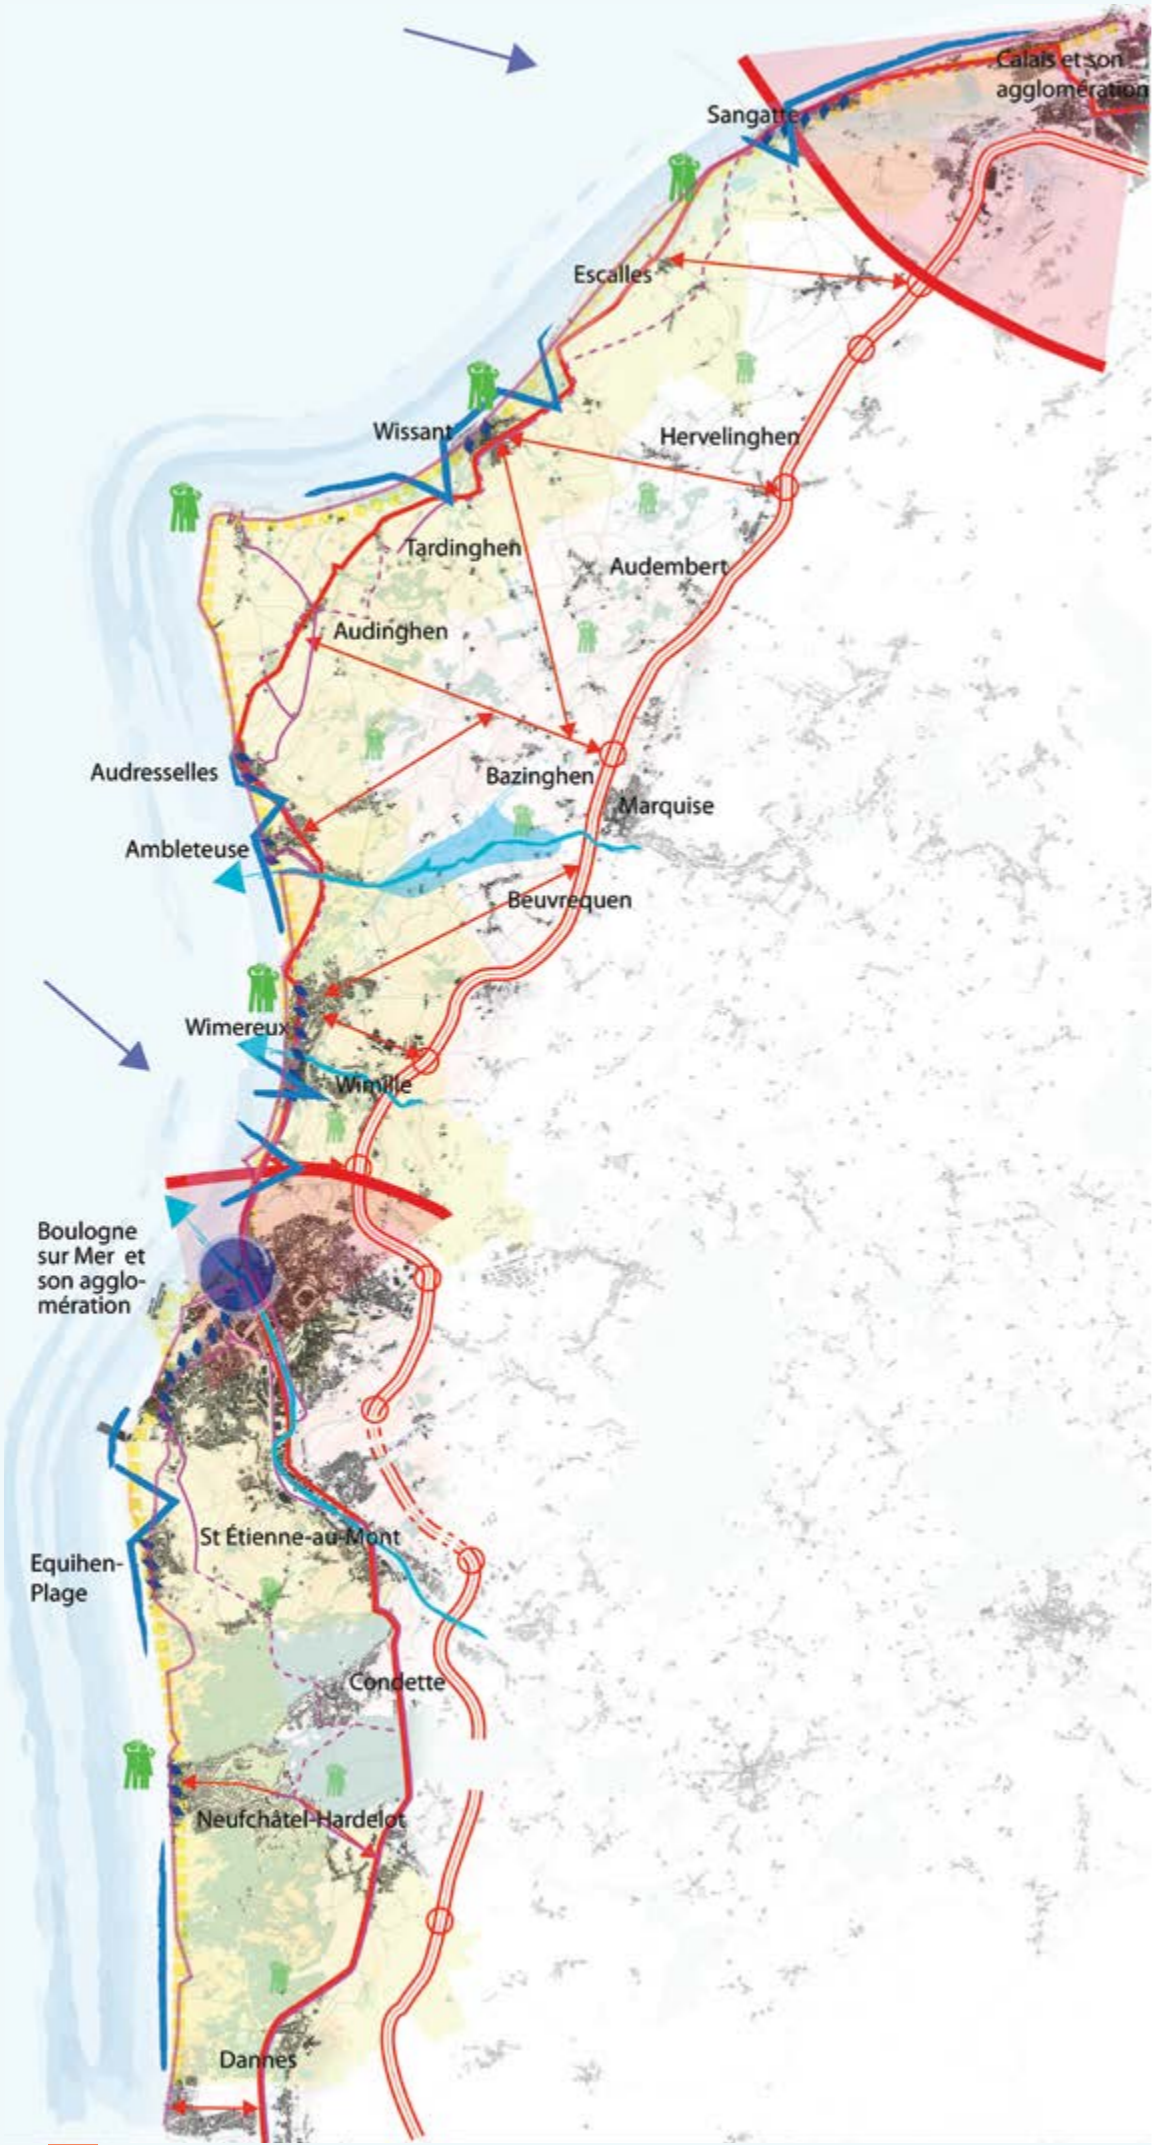 Calais et son
agglomération
Sangatte
Escalles
Wissant
Hervelinghen
Tardinghen
Audembert
Audinghen
Audresselles
Bazinghen
Marquise
Ambleteuse
Beuvrequen
Wimereux
Wimille
Boulogne
sur Mer et
son agglo-
mération
St Étienne-au-Mont
Equihen-
Plage
Condette
Neufchâtel-Hardelot
Dannes